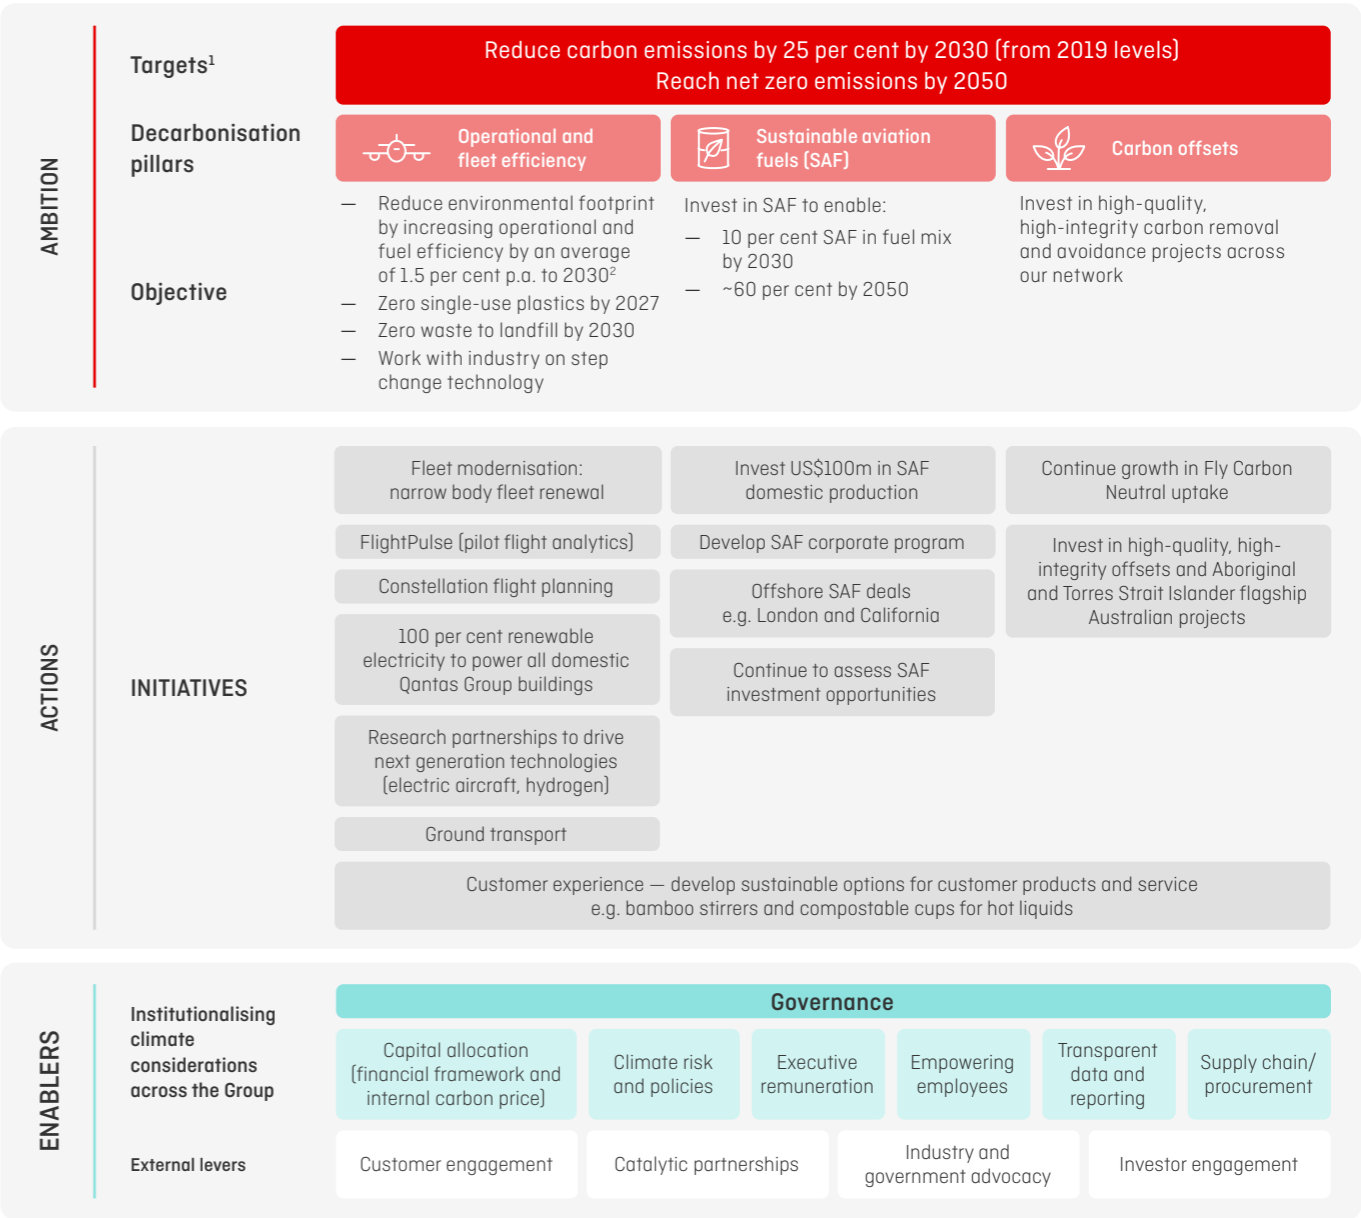 AMBITION
Targets1
Reduce carbon emissions by 25 per cent by 2030 (from 2019 levels)
Reach net zero emissions by 2050
Decarbonisation
pillars
Operational and
fleet efficiency
Sustainable aviation
fuels (SAF)
Carbon offsets
Objective
— Reduce environmental footprint
by increasing operational and
fuel efficiency by an average
of 1.5 per cent p.a. to 20302
— Zero single-use plastics by 2027
— Zero waste to landfill by 2030
— Work with industry on step
change technology
Invest in SAF to enable:
— 10 per cent SAF in fuel mix
by 2030
— ~60 per cent by 2050
Invest in high-quality,
high-integrity carbon removal
and avoidance projects across
our network
ACTIONS
INITIATIVES
Fleet modernisation:
narrow body fleet renewal
FlightPulse (pilot flight analytics)
Constellation flight planning
100 per cent renewable
electricity to power all domestic
Qantas Group buildings
Research partnerships to drive
next generation technologies
(electric aircraft, hydrogen)
Ground transport
Invest US$100m in SAF
domestic production
Develop SAF corporate program
Offshore SAF deals
e.g. London and California
Continue to assess SAF
investment opportunities
Continue growth in Fly Carbon
Neutral uptake
Invest in high-quality, high-
integrity offsets and Aboriginal
and Torres Strait Islander flagship
Australian projects
Customer experience — develop sustainable options for customer products and service
e.g. bamboo stirrers and compostable cups for hot liquids
ENABLERS
Institutionalising
climate
considerations
across the Group
Governance
Capital allocation
(financial framework and
internal carbon price)
Climate risk
and policies
Executive
remuneration
Empowering
employees
Transparent
data and
reporting
Supply chain/
procurement
External levers
Customer engagement
Catalytic partnerships
Industry and
government advocacy
Investor engagement